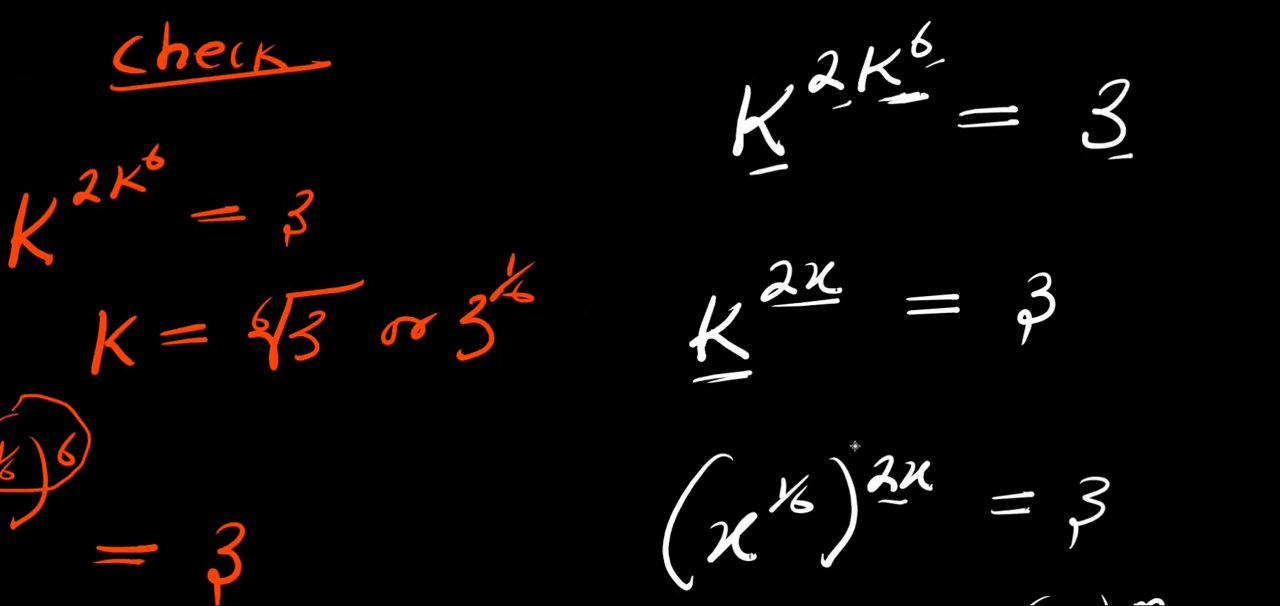 Check
K^{2K^6} = 3
K = ⁶√3 or 3^{1/6}
)^6
= 3
K^{2K^6} = 3
K^{2x} = 3
(x^{1/6})^{2x} = 3